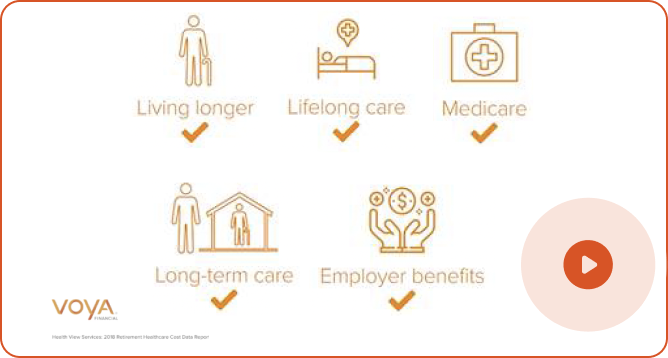 Living longer
Lifelong care
Medicare
Long-term care
Employer benefits
VOYA
FINANCIAL
Health View Services, 2018 Retirement Healthcare Cost Data Report